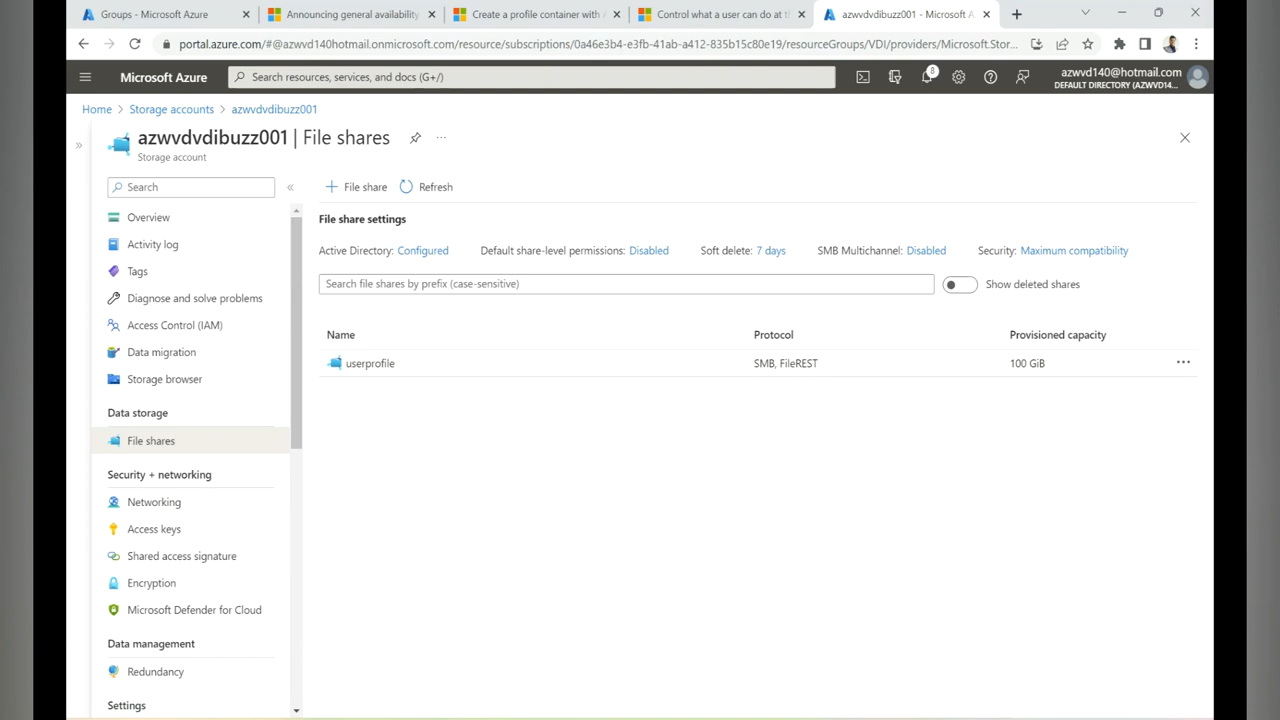 Groups - Microsoft Azure
Announcing general availability
Create a profile container with
Control what a user can do at th
azwvdvdibuzz001 - Microsoft A
portal.azure.com/#@azwvd140hotmail.onmicrosoft.com/resource/subscriptions/0a46e3b4-e3fb-41ab-a412-835b15c80e19/resourceGroups/VDI/providers/Microsoft.Stor...
Microsoft Azure
Search resources, services, and docs (G+/)
8
azwvd140@hotmail.com
DEFAULT DIRECTORY (AZWVD14...
Home > Storage accounts > azwvdvdibuzz001
azwvdvdibuzz001 | File shares
Storage account
Search
File share
Refresh
Overview
Activity log
Tags
Diagnose and solve problems
Access Control (IAM)
Data migration
Storage browser
Data storage
File shares
Security + networking
Networking
Access keys
Shared access signature
Encryption
Microsoft Defender for Cloud
Data management
Redundancy
Settings
File share settings
Active Directory: Configured
Default share-level permissions: Disabled
Soft delete: 7 days
SMB Multichannel: Disabled
Security: Maximum compatibility
Search file shares by prefix (case-sensitive)
Show deleted shares
Name
Protocol
Provisioned capacity
userprofile
SMB, FileREST
100 GiB